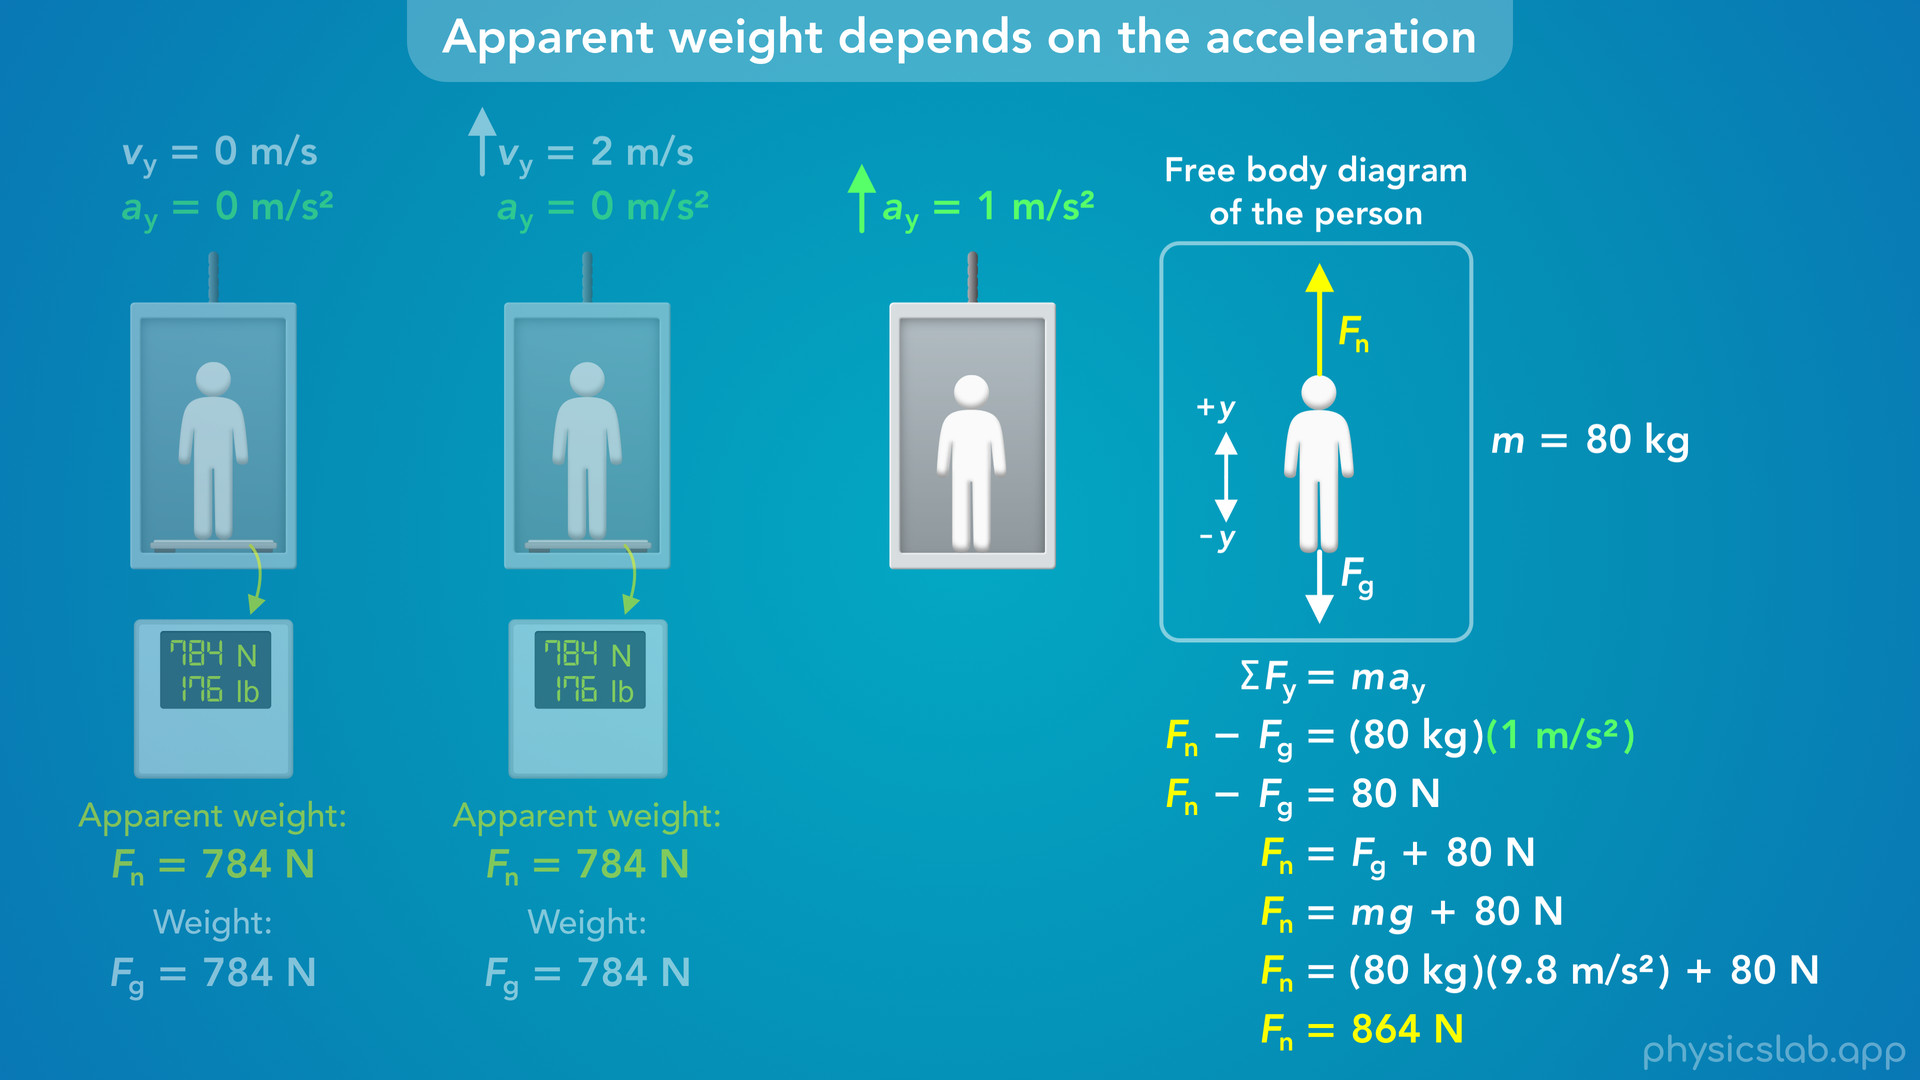 Apparent weight depends on the acceleration
vy = 0 m/s
ay = 0 m/s²
784 N
176 lb
Apparent weight:
Fn = 784 N
Weight:
Fg = 784 N
vy = 2 m/s
ay = 0 m/s²
784 N
176 lb
Apparent weight:
Fn = 784 N
Weight:
Fg = 784 N
ay = 1 m/s²
Free body diagram
of the person
Fn
+y
−y
Fg
m = 80 kg
ΣFy = may
Fn − Fg = (80 kg)(1 m/s²)
Fn − Fg = 80 N
Fn = Fg + 80 N
Fn = mg + 80 N
Fn = (80 kg)(9.8 m/s²) + 80 N
Fn = 864 N
physicslab.app